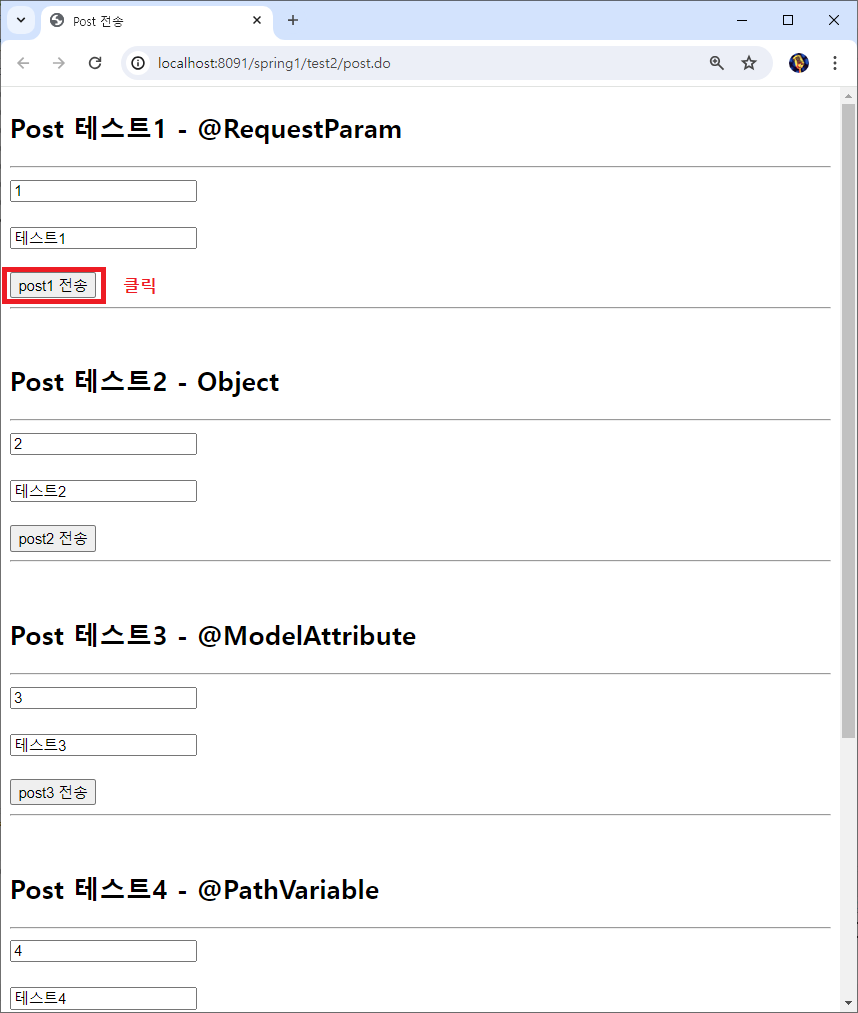 Post 전송
localhost:8091/spring1/test2/post.do
Post 테스트1 - @RequestParam
1
테스트1
post1 전송 클릭
Post 테스트2 - Object
2
테스트2
post2 전송
Post 테스트3 - @ModelAttribute
3
테스트3
post3 전송
Post 테스트4 - @PathVariable
4
테스트4